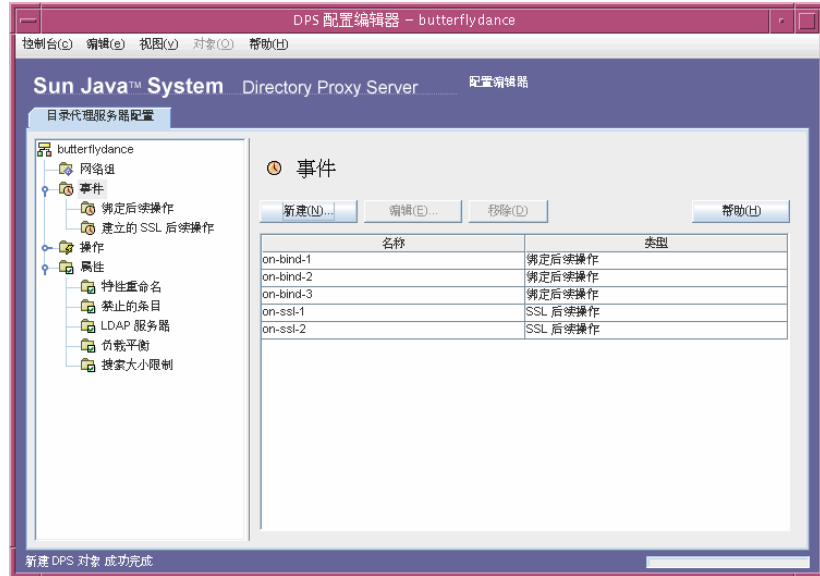 DPS 配置编辑器 – butterflydance
控制台(C) 编辑(e) 视图(v) 对象(O) 帮助(H)
Sun Java™ System Directory Proxy Server 配置编辑器
目录代理服务器配置
butterflydance
网络组
事件
绑定后续操作
建立的 SSL 后续操作
操作
属性
特性重命名
禁止的条目
LDAP 服务器
负载平衡
搜索大小限制
事件
新建(N)... 编辑(E)... 移除(D) 帮助(H)
名称 类型
on-bind-1 绑定后续操作
on-bind-2 绑定后续操作
on-bind-3 绑定后续操作
on-ssl-1 SSL 后续操作
on-ssl-2 SSL 后续操作
新建 DPS 对象 成功完成